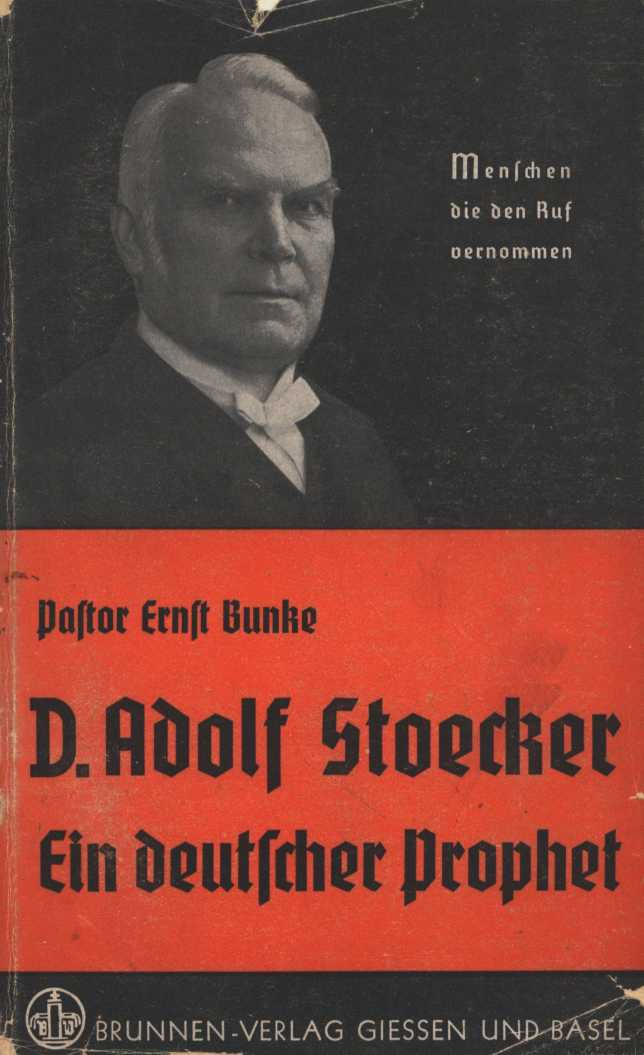 Menſchen
die den Ruf
vernommen
Paſtor Ernſt Bunke
D. Adolf Stoecker
Ein deutſcher Prophet
B W
BRUNNEN-VERLAG GIESSEN UND BASEL